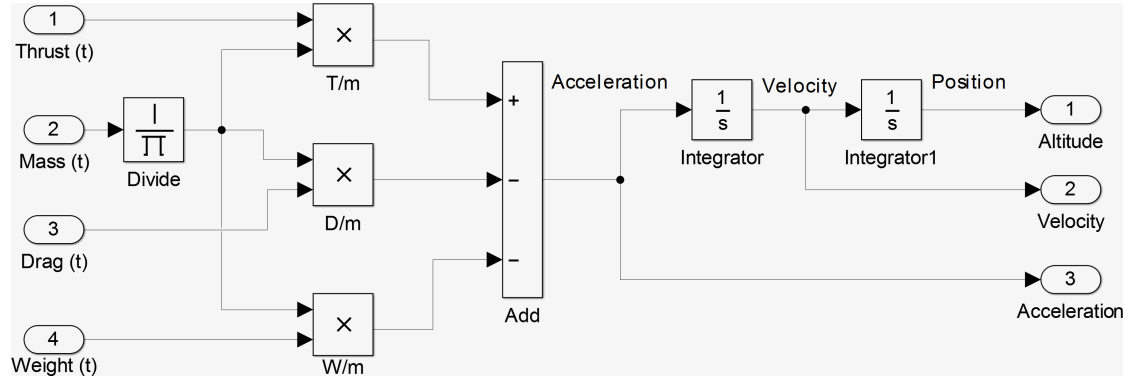 1
Thrust (t)
×
T/m
+
Acceleration
1
s
Integrator
Velocity
1
s
Integrator1
Position
1
Altitude
2
Mass (t)
1
∏
Divide
×
D/m
−
2
Velocity
3
Drag (t)
−
Add
3
Acceleration
4
Weight (t)
×
W/m